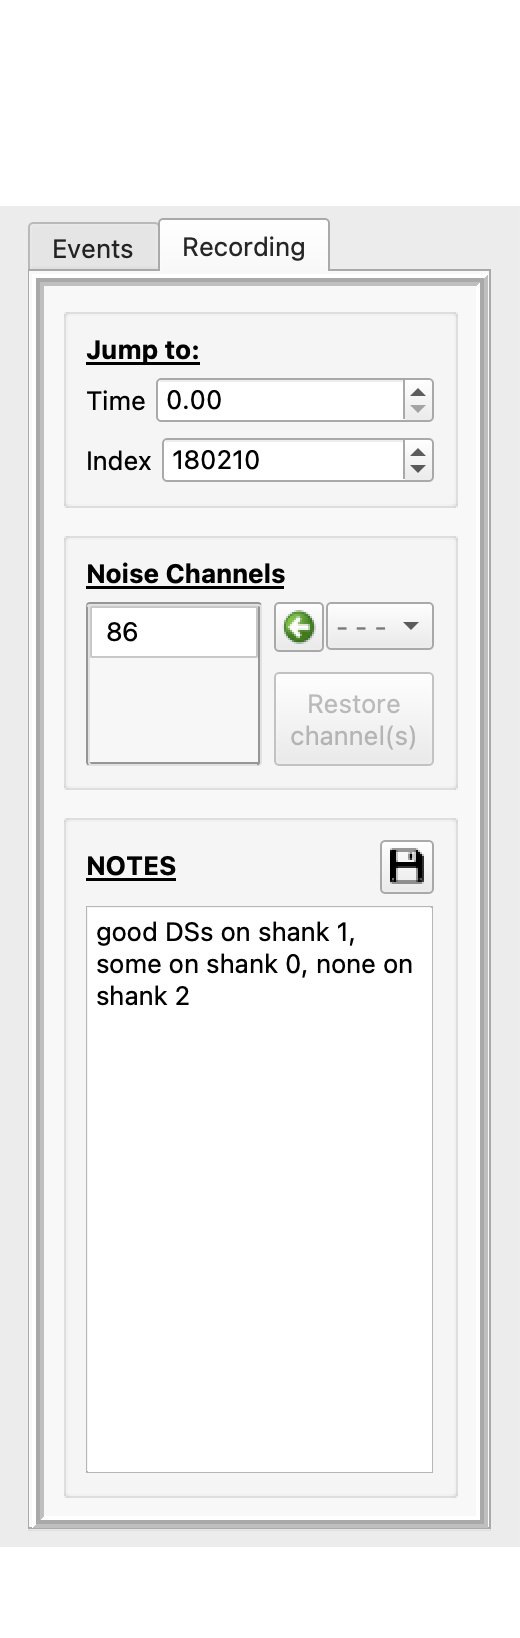 Events Recording
Jump to:
Time 0.00
Index 180210
Noise Channels
86
- - -
Restore
channel(s)
NOTES
good DSs on shank 1,
some on shank 0, none on
shank 2